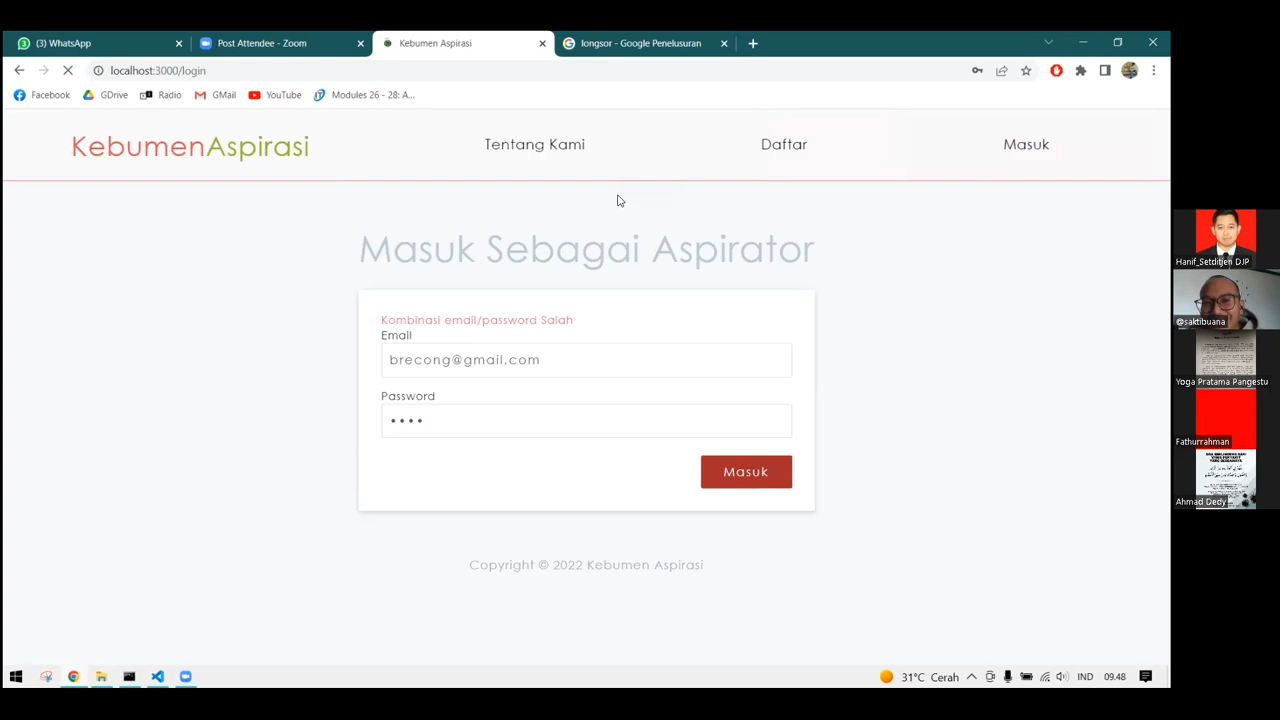 (3) WhatsApp
Post Attendee - Zoom
Kebumen Aspirasi
longsor - Google Penelusuran
localhost:3000/login
Facebook
GDrive
Radio
GMail
YouTube
Modules 26 - 28: A...
KebumenAspirasi
Tentang Kami
Daftar
Masuk
Masuk Sebagai Aspirator
Kombinasi email/password Salah
Email
brecong@gmail.com
Password
Masuk
Copyright © 2022 Kebumen Aspirasi
Hanif_Setditjen DJP
@saktibuana
Yoga Pratama Pangestu
Fathurrahman
Ahmad Dedy
31°C Cerah
IND
09.48